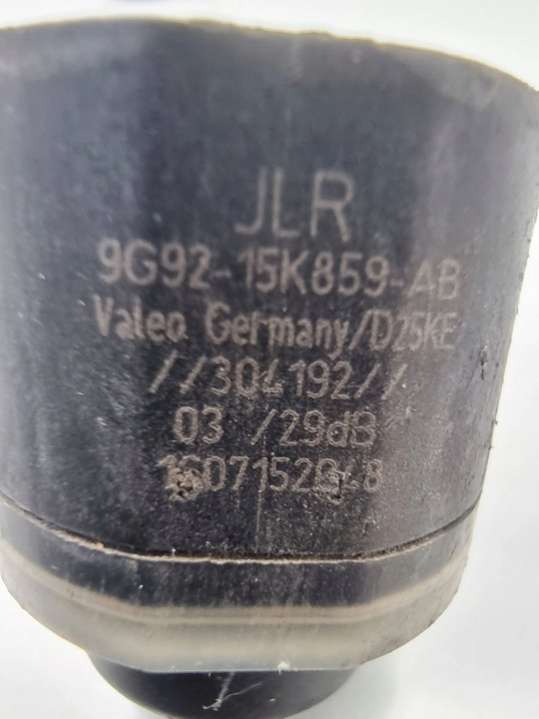 JLR
9G92-15K859-AB
Valeo Germany/D25KE
//304192//
03 /29dB